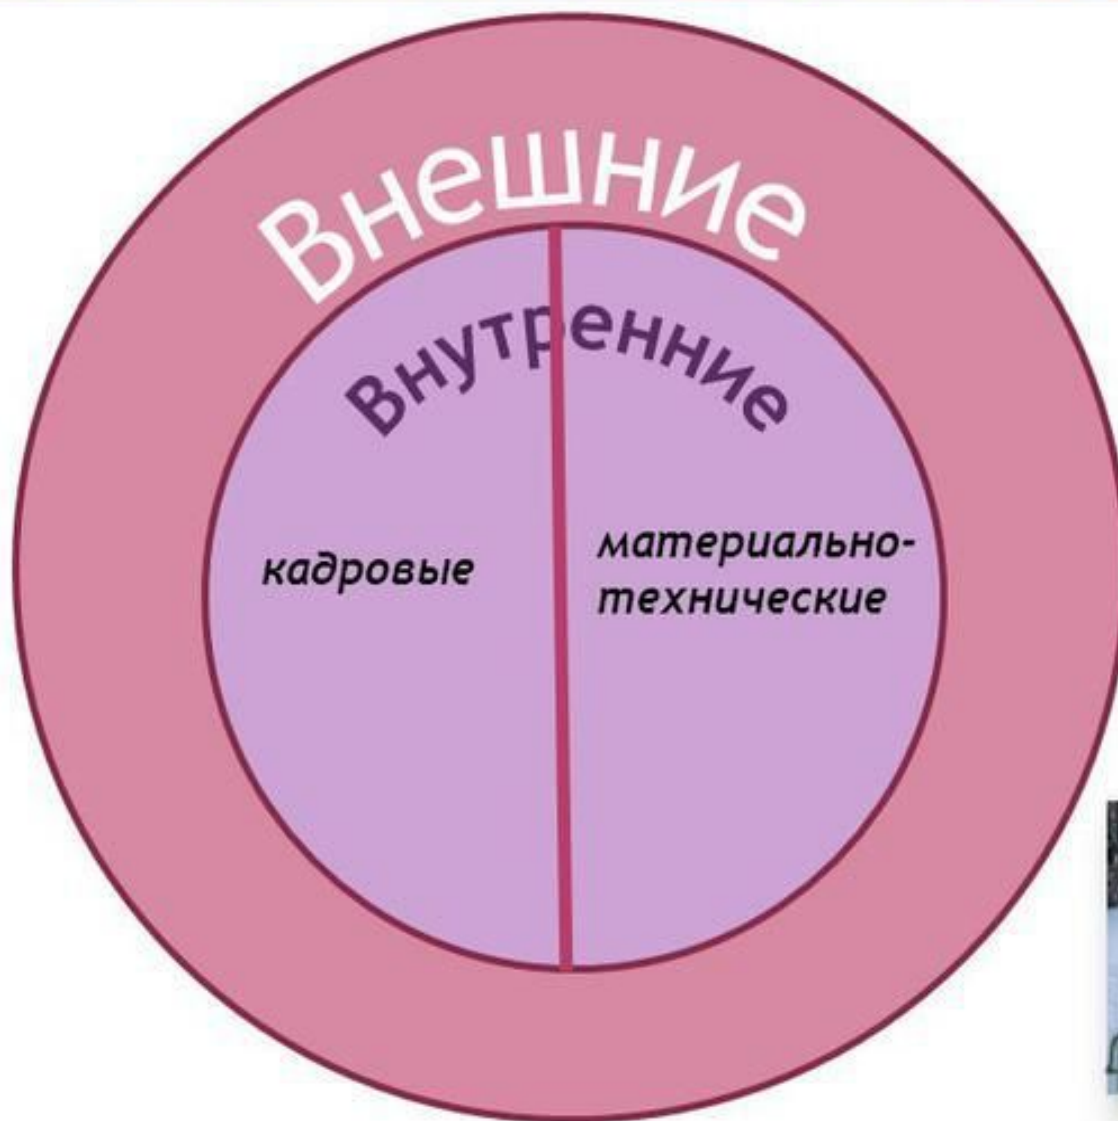 Внешние
Внутренние
кадровые
материально-
технические